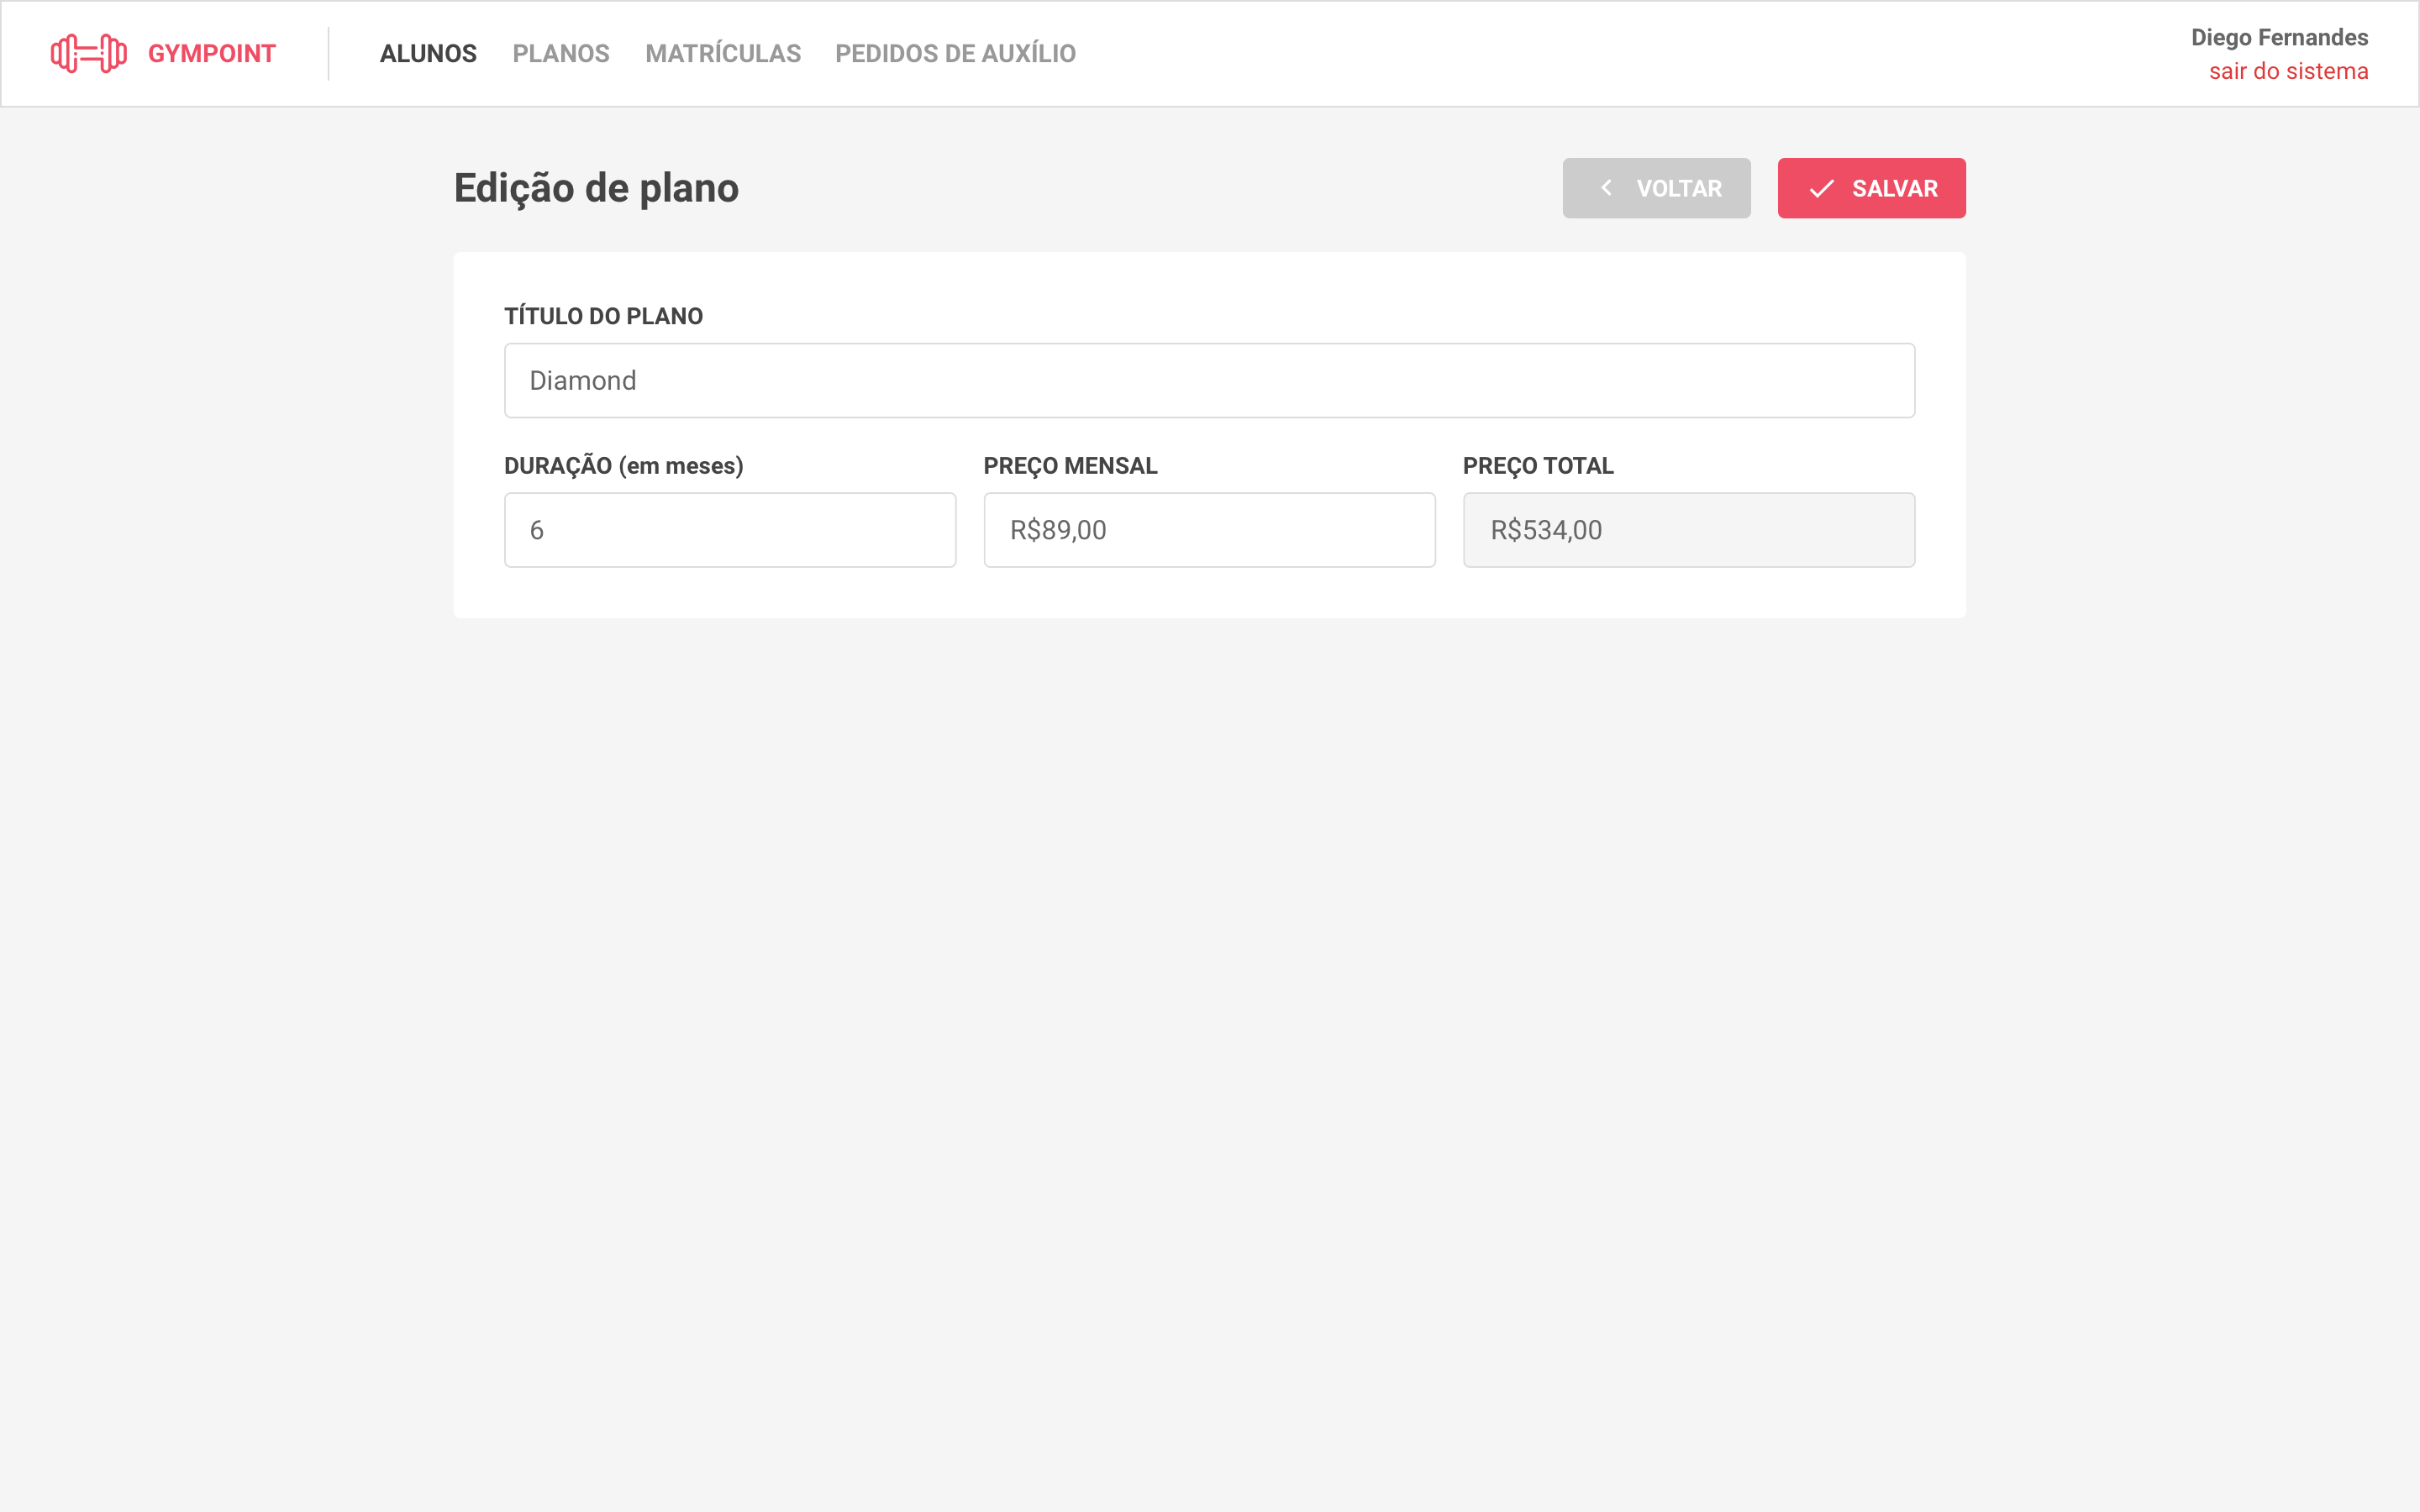 GYMPOINT
ALUNOS PLANOS MATRÍCULAS PEDIDOS DE AUXÍLIO
Diego Fernandes
sair do sistema
Edição de plano
VOLTAR
SALVAR
TÍTULO DO PLANO
Diamond
DURAÇÃO (em meses) PREÇO MENSAL PREÇO TOTAL
6 R$89,00 R$534,00